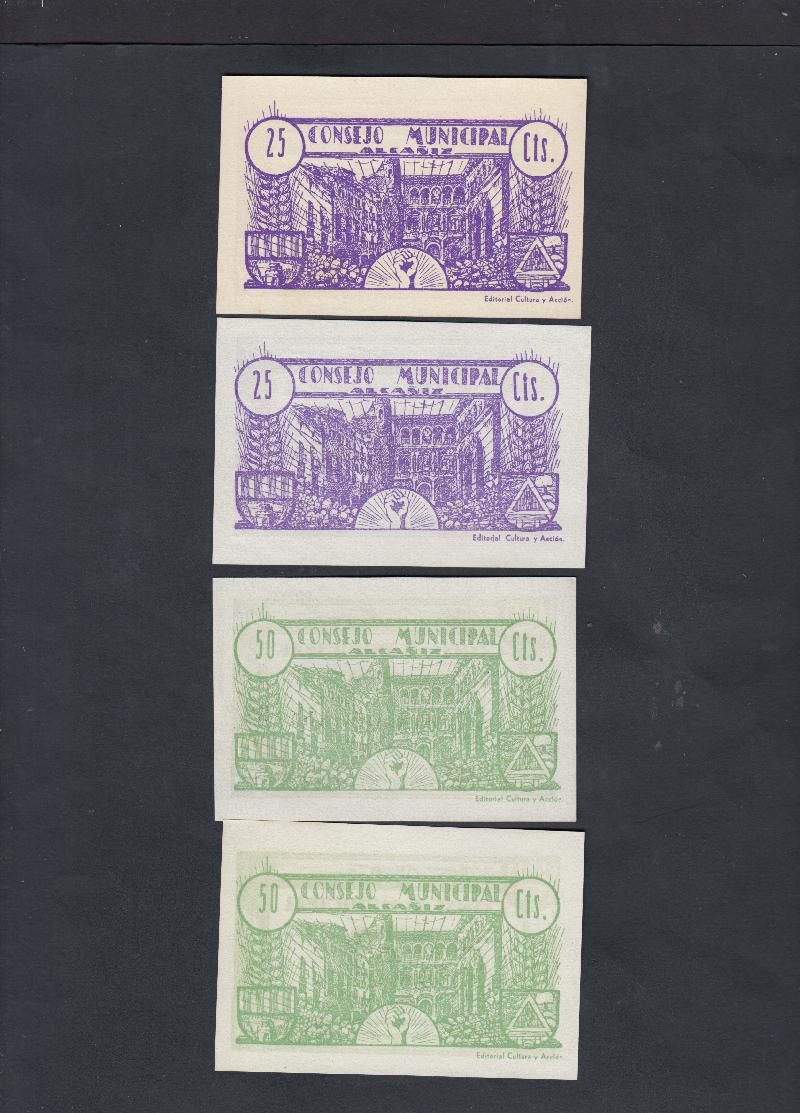 25 CONSEJO MUNICIPAL Cts.
ALCAÑIZ
Editorial Cultura y Acción.
25 CONSEJO MUNICIPAL Cts.
ALCAÑIZ
Editorial Cultura y Acción.
50 CONSEJO MUNICIPAL Cts.
ALCAÑIZ
Editorial Cultura y Acción.
50 CONSEJO MUNICIPAL Cts.
ALCAÑIZ
Editorial Cultura y Acción.